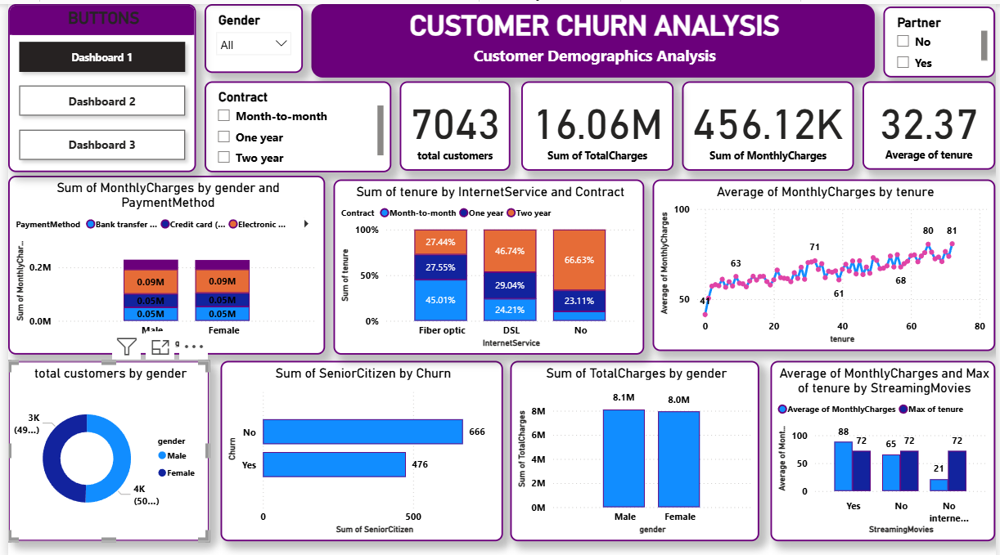 BUTTONS
Dashboard 1
Dashboard 2
Dashboard 3
Gender
All
CUSTOMER CHURN ANALYSIS
Customer Demographics Analysis
Partner
No
Yes
Contract
Month-to-month
One year
Two year
7043
total customers
16.06M
Sum of TotalCharges
456.12K
Sum of MonthlyCharges
32.37
Average of tenure
Sum of MonthlyCharges by gender and
PaymentMethod
PaymentMethod Bank transfer ... Credit card (... Electronic ...
Sum of MonthlyChar...
0.2M
0.0M
0.09M 0.09M
0.05M 0.05M
0.05M 0.05M
Male Female
Sum of tenure by InternetService and Contract
Contract Month-to-month One year Two year
Sum of tenure
100%
50%
0%
27.44% 46.74% 66.63%
27.55% 29.04% 23.11%
45.01% 24.21%
Fiber optic DSL No
InternetService
Average of MonthlyCharges by tenure
Average of MonthlyCharges
100
50
41
63
71
61
68
80
81
0 20 40 60 80
tenure
total customers by gender
3K
(49...)
4K
(50...)
gender
Male
Female
Sum of SeniorCitizen by Churn
Churn
No 666
Yes 476
0 500
Sum of SeniorCitizen
Sum of TotalCharges by gender
Sum of TotalCharges
8M
6M
4M
2M
0M
8.1M 8.0M
Male Female
gender
Average of MonthlyCharges and Max
of tenure by StreamingMovies
Average of MonthlyCharges Max of tenure
Average of Mont...
100
50
0
88 72 65 72 21 72
Yes No No
interne...
StreamingMovies